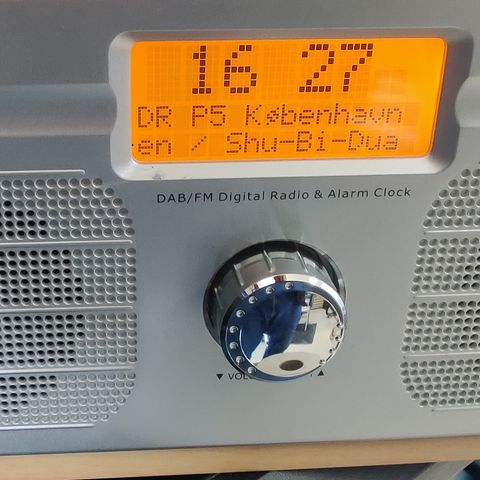 16 27
DR P5 København
en / Shu-Bi-Dua
DAB/FM Digital Radio & Alarm Clock
▼ VOL ▲